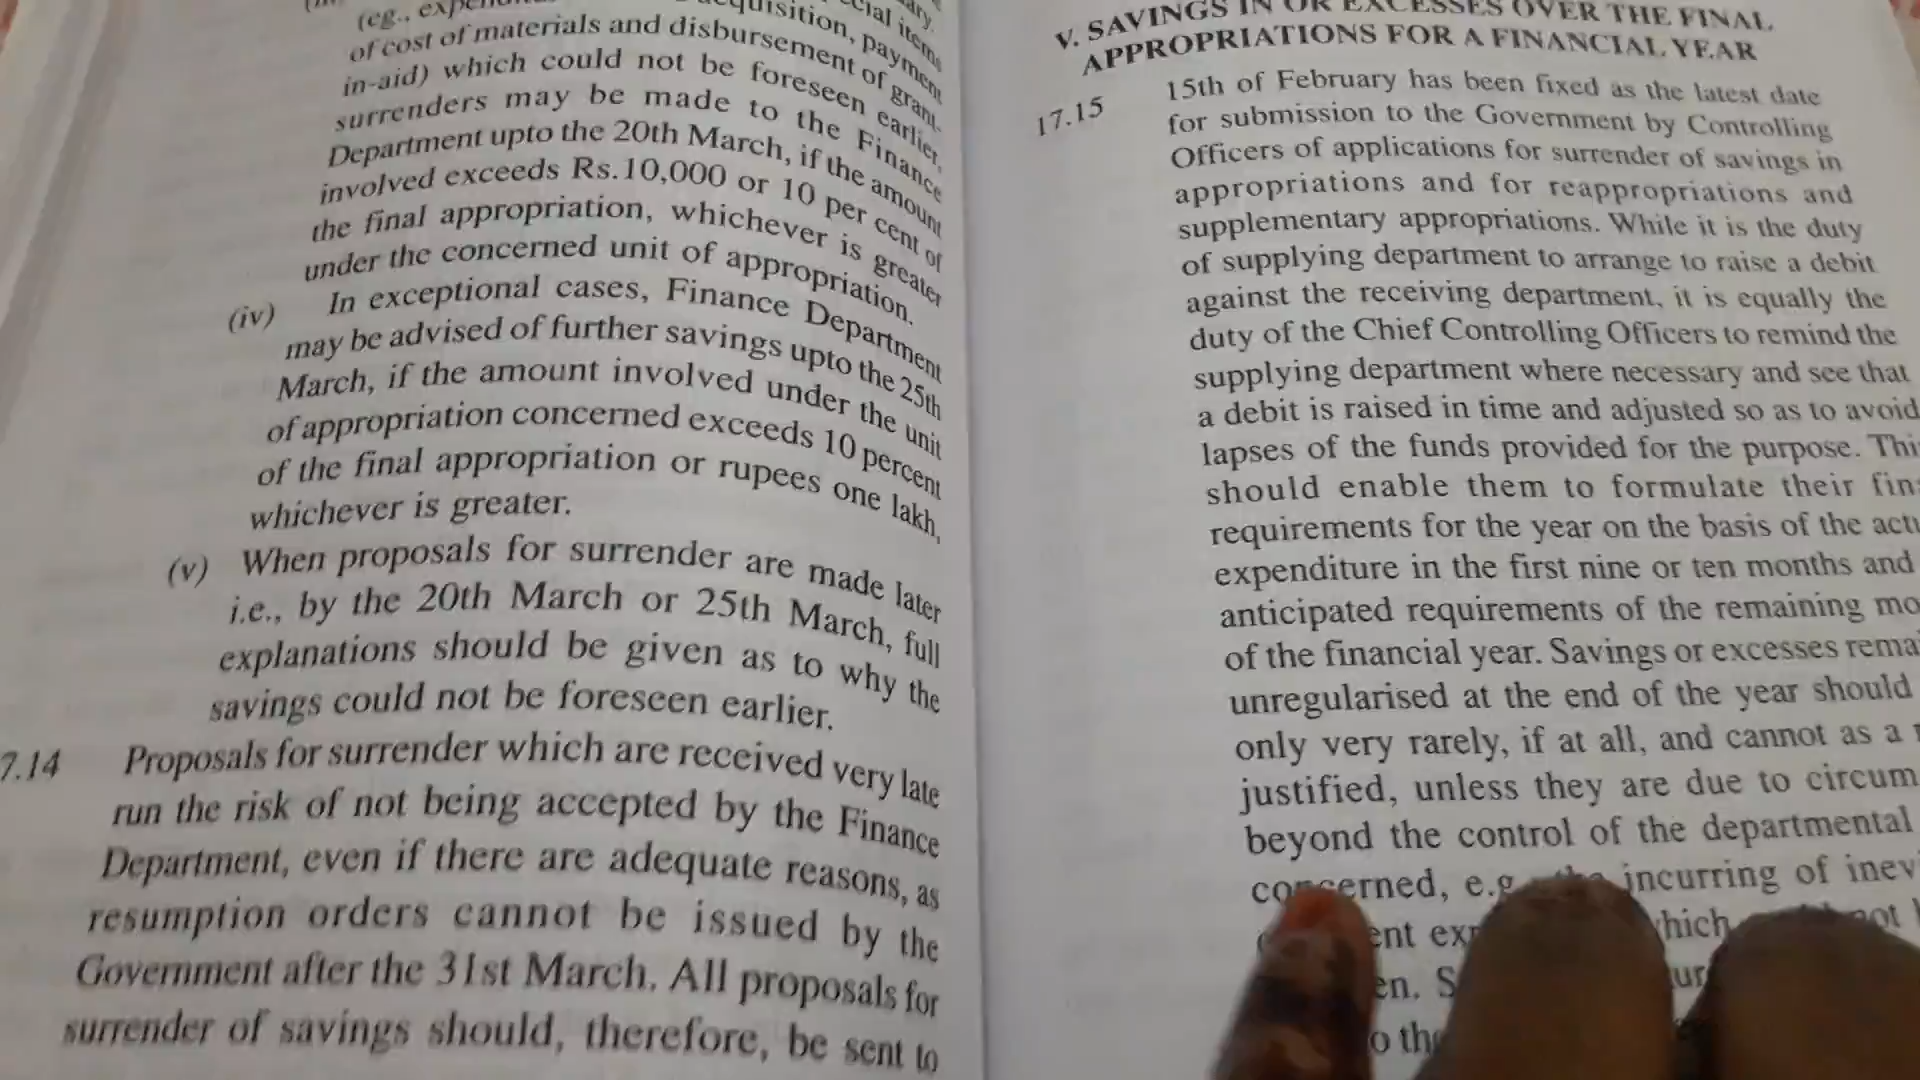 (eg.,
quisition, payment
of cost of materials and disbursement of grant-
in-aid) which could not be foreseen earlier,
surrenders may be made to the Finance
Department upto the 20th March, if the amount
involved exceeds Rs.10,000 or 10 per cent of
the final appropriation, whichever is greater
under the concerned unit of appropriation.
(iv) In exceptional cases, Finance Department
may be advised of further savings upto the 25th
March, if the amount involved under the unit
of appropriation concerned exceeds 10 percent
of the final appropriation or rupees one lakh,
whichever is greater.
(v) When proposals for surrender are made later
i.e., by the 20th March or 25th March, full
explanations should be given as to why the
savings could not be foreseen earlier.
7.14 Proposals for surrender which are received very late
run the risk of not being accepted by the Finance
Department, even if there are adequate reasons, as
resumption orders cannot be issued by the
Government after the 31st March. All proposals for
surrender of savings should, therefore, be sent to
V. SAVINGS IN OR EXCESSES OVER THE FINAL
APPROPRIATIONS FOR A FINANCIAL YEAR
17.15 15th of February has been fixed as the latest date
for submission to the Government by Controlling
Officers of applications for surrender of savings in
appropriations and for reappropriations and
supplementary appropriations. While it is the duty
of supplying department to arrange to raise a debit
against the receiving department, it is equally the
duty of the Chief Controlling Officers to remind the
supplying department where necessary and see that
a debit is raised in time and adjusted so as to avoid
lapses of the funds provided for the purpose. Thi
should enable them to formulate their fin
requirements for the year on the basis of the actu
expenditure in the first nine or ten months and
anticipated requirements of the remaining mo
of the financial year. Savings or excesses rema
unregularised at the end of the year should
only very rarely, if at all, and cannot as a
justified, unless they are due to circum
beyond the control of the departmental
concerned, e.g. the incurring of inev
ent exp which not
en. S
o the